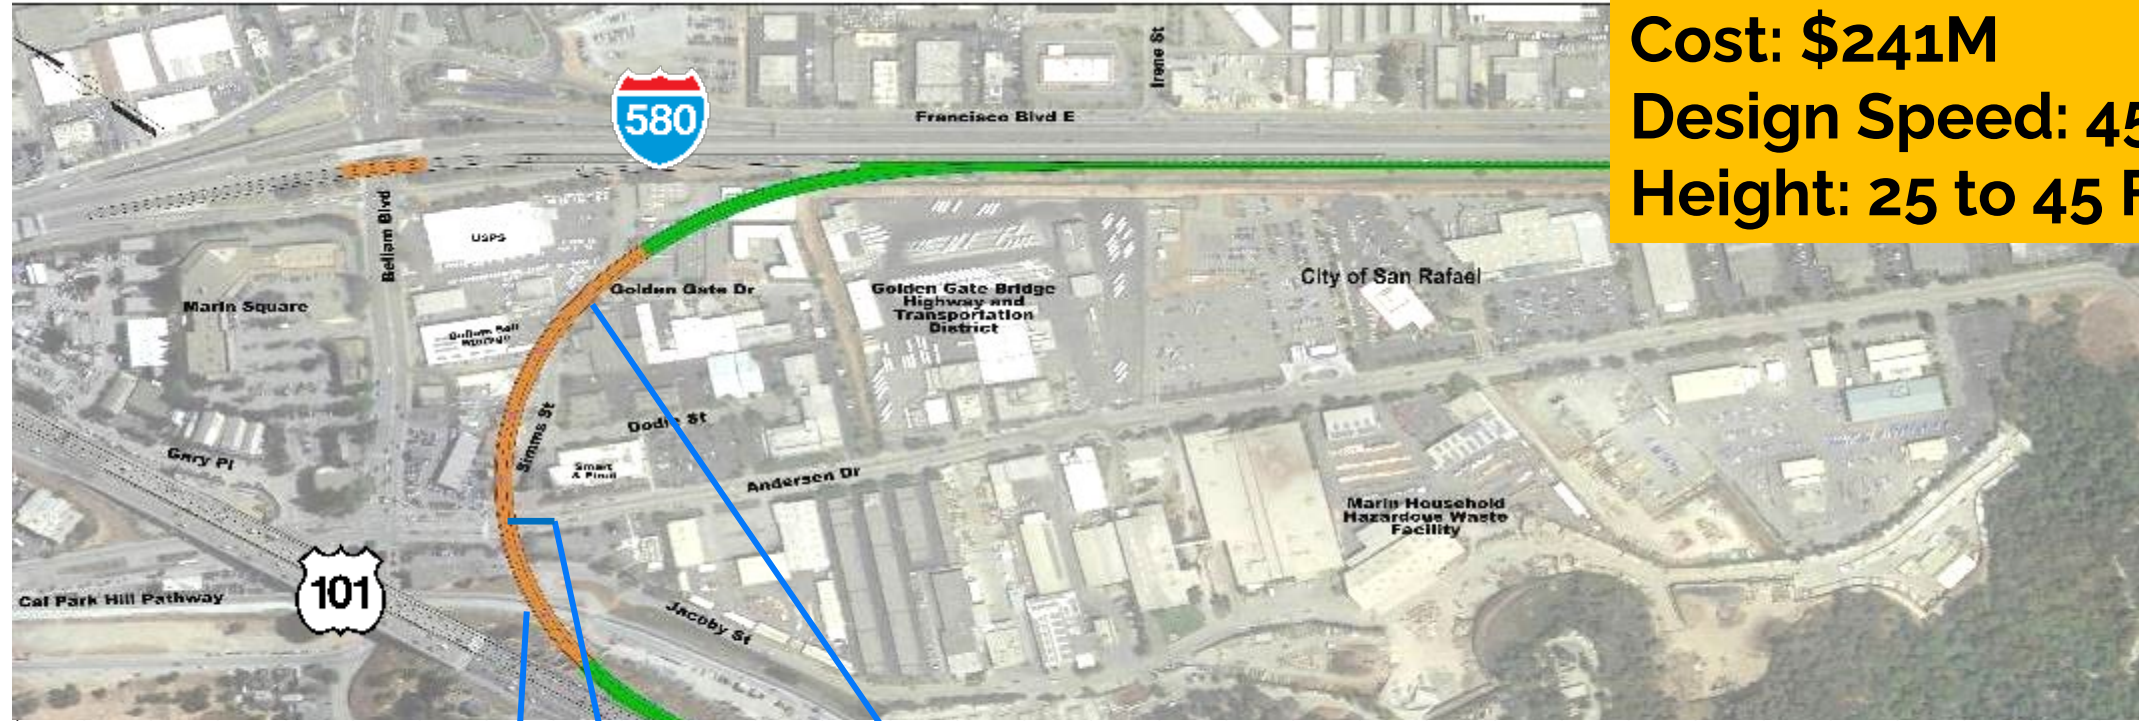 Cost: $241M
Design Speed: 45
Height: 25 to 45 F
Irene St
580
Francisco Blvd E
Bellam Blvd
USPS
Marin Square
Golden Gate Dr
Golden Gate Bridge
Highway and
Transportation
District
City of San Rafael
Simms St
Dodie St
Smart
& Final
Andersen Dr
Gary Pl
Marin Household
Hazardous Waste
Facility
101
Cal Park Hill Pathway
Jacoby St